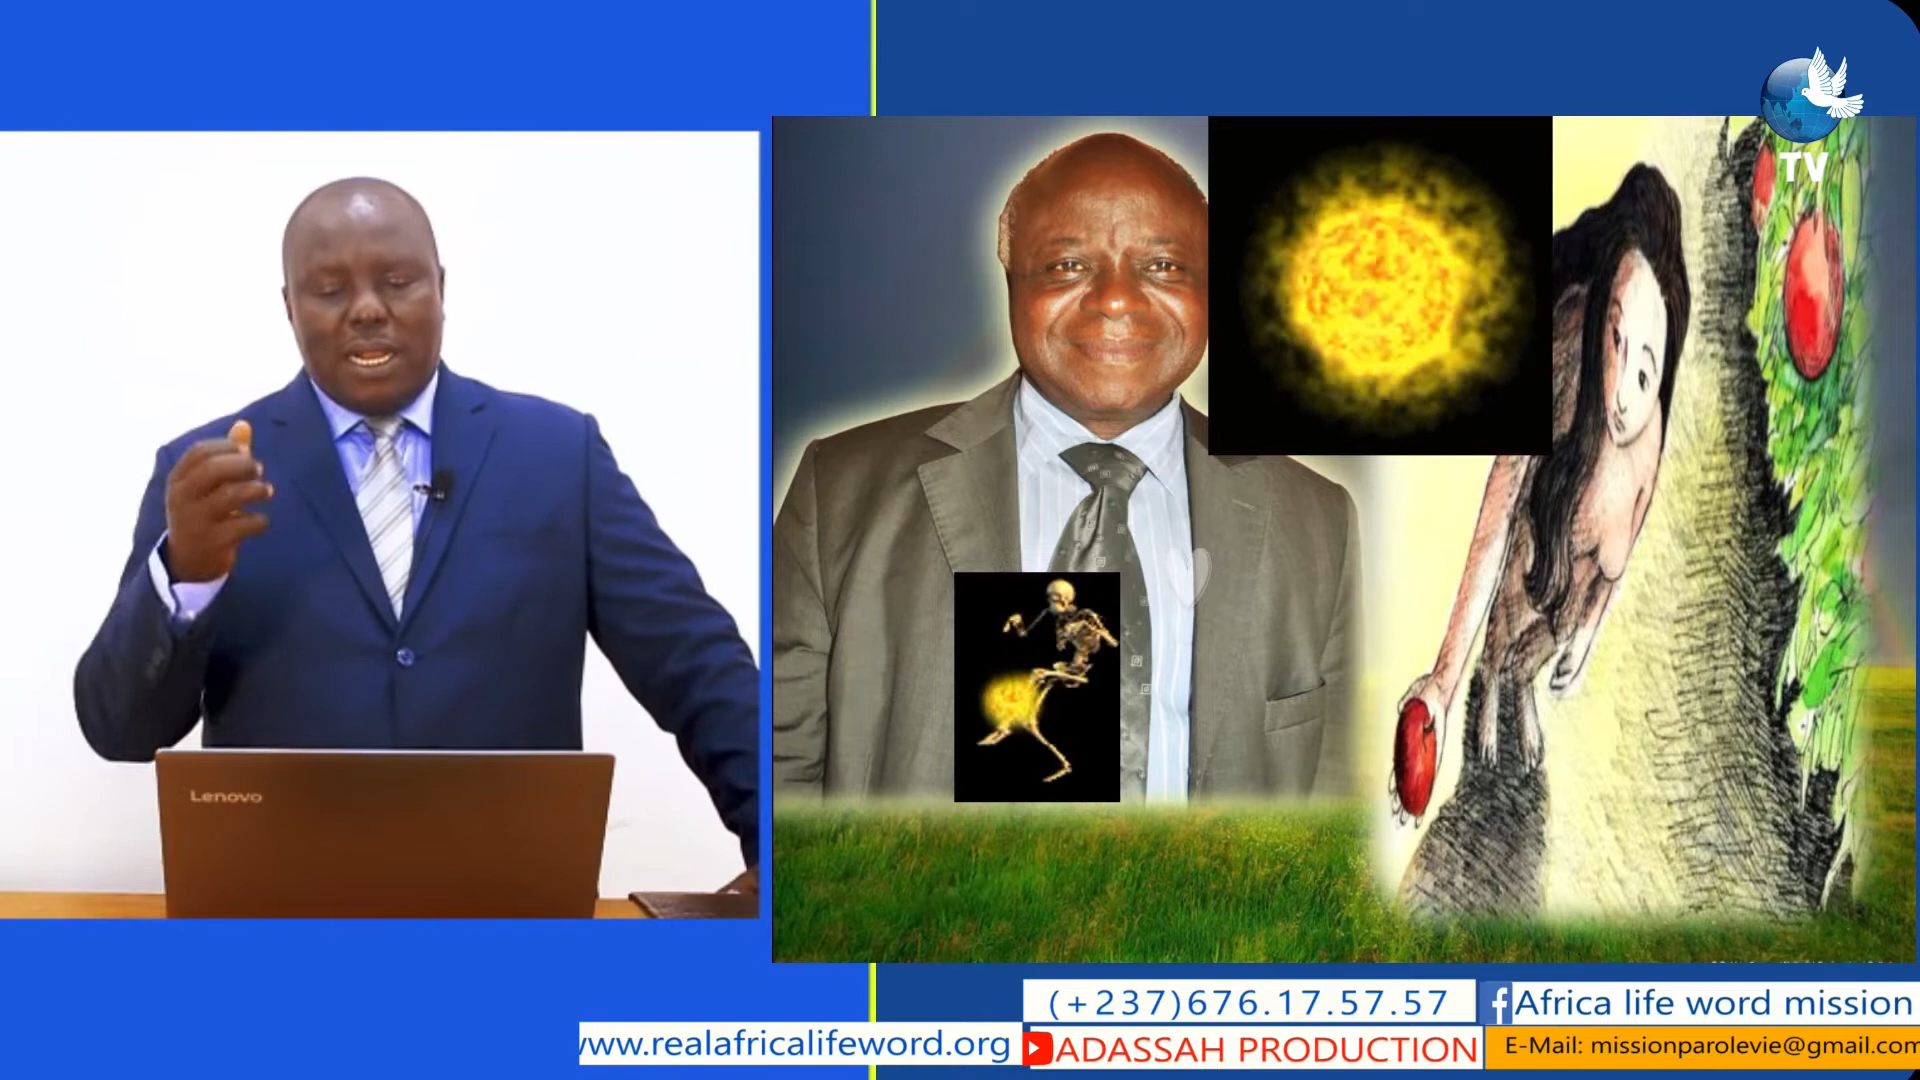 TV
Lenovo
(+237)676.17.57.57
Africa life word mission
www.realafricalifeword.org
ADASSAH PRODUCTION
E-Mail: missionparolevie@gmail.com